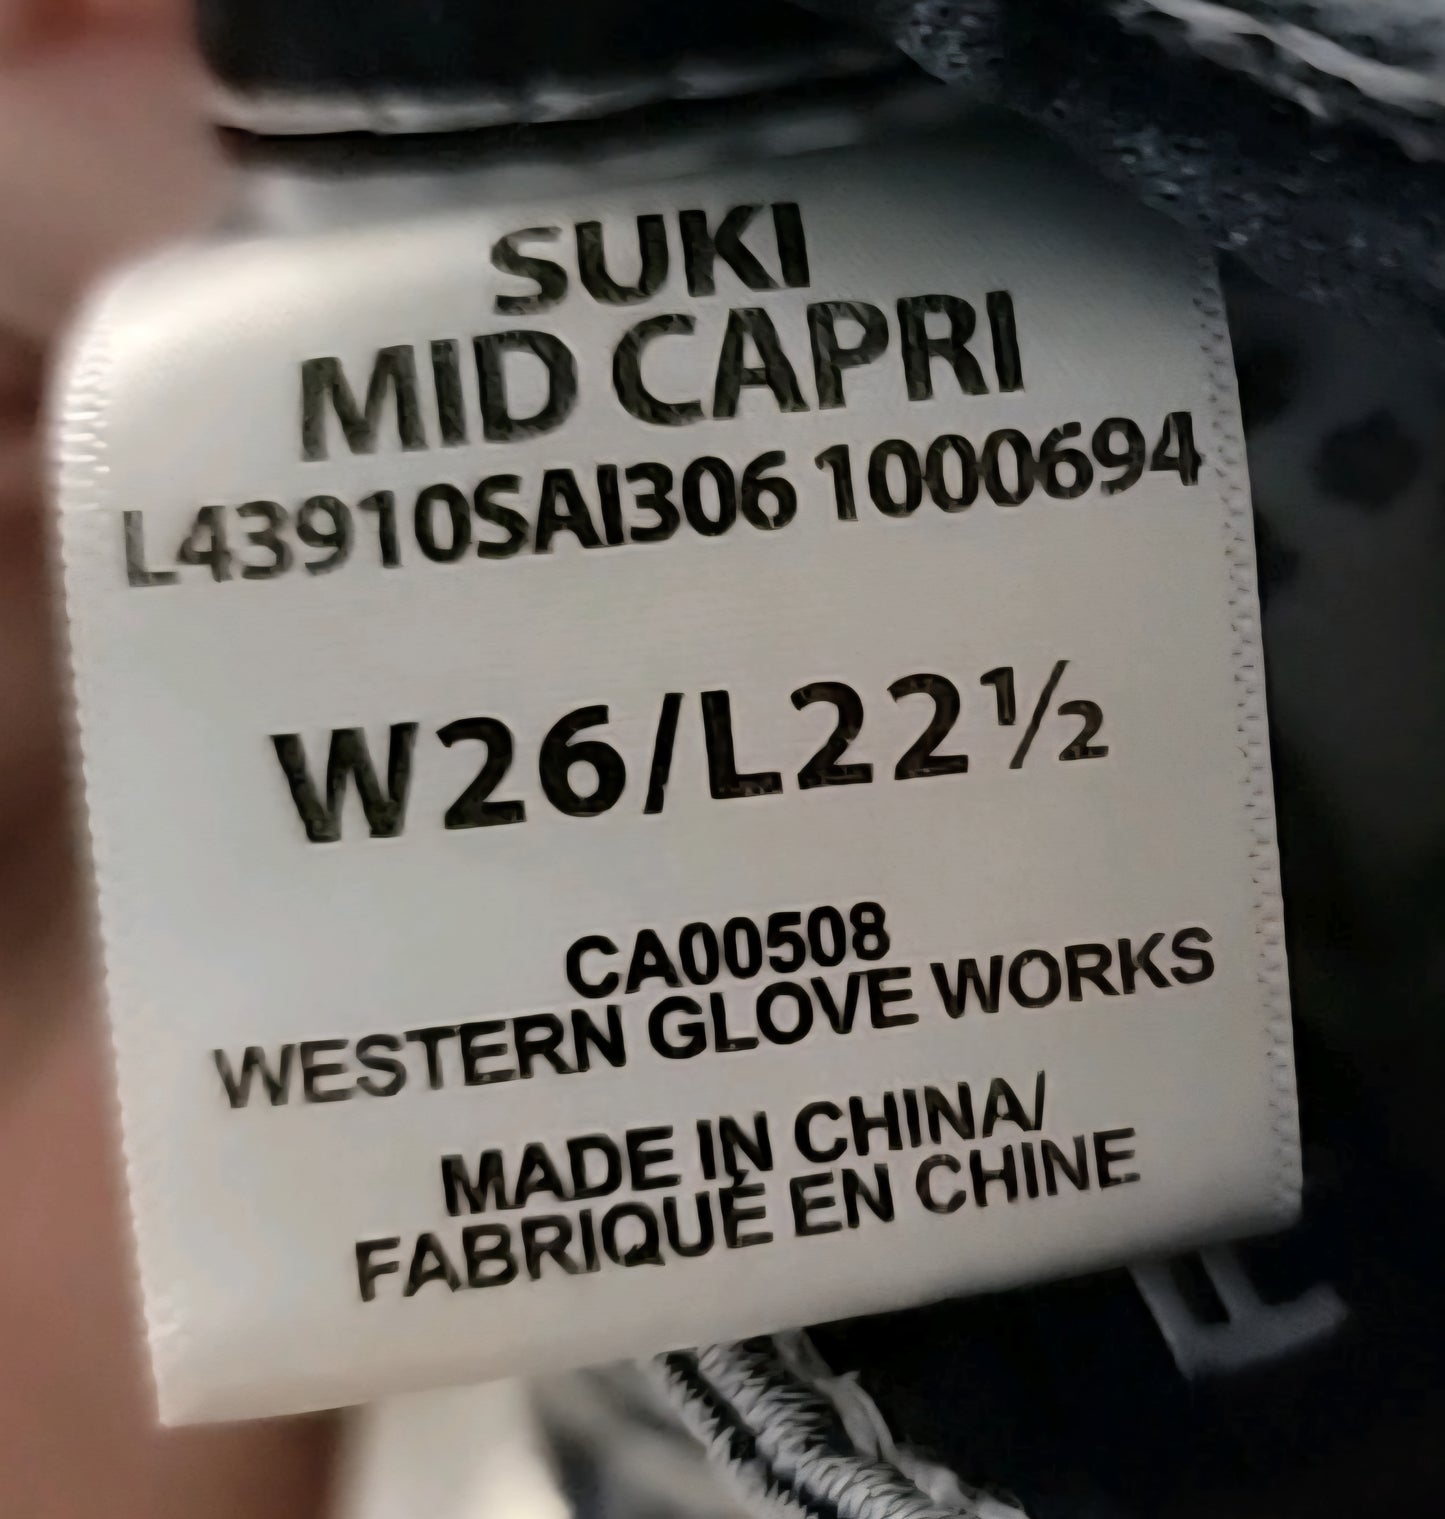 SUKI
MID CAPRI
L43910SAI306 1000694
W26/L22½
CA00508
WESTERN GLOVE WORKS
MADE IN CHINA/
FABRIQUÉ EN CHINE